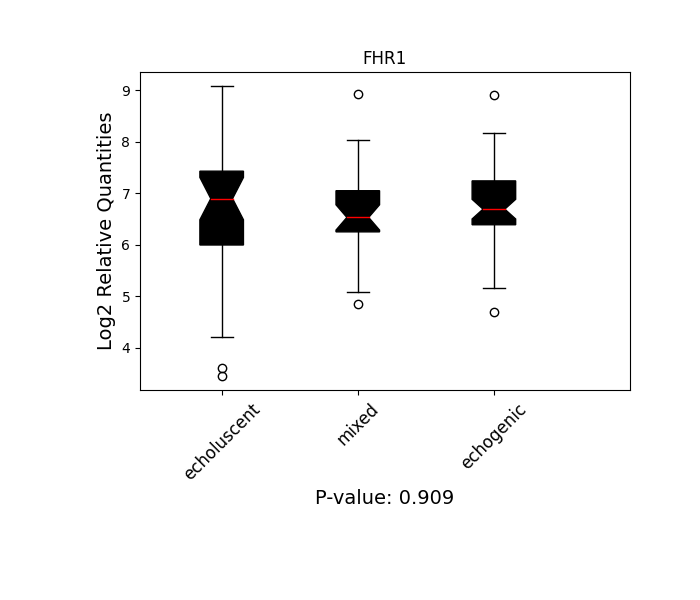 FHR1
Log2 Relative Quantities
9
8
7
6
5
4
echoluscent
mixed
echogenic
P-value: 0.909